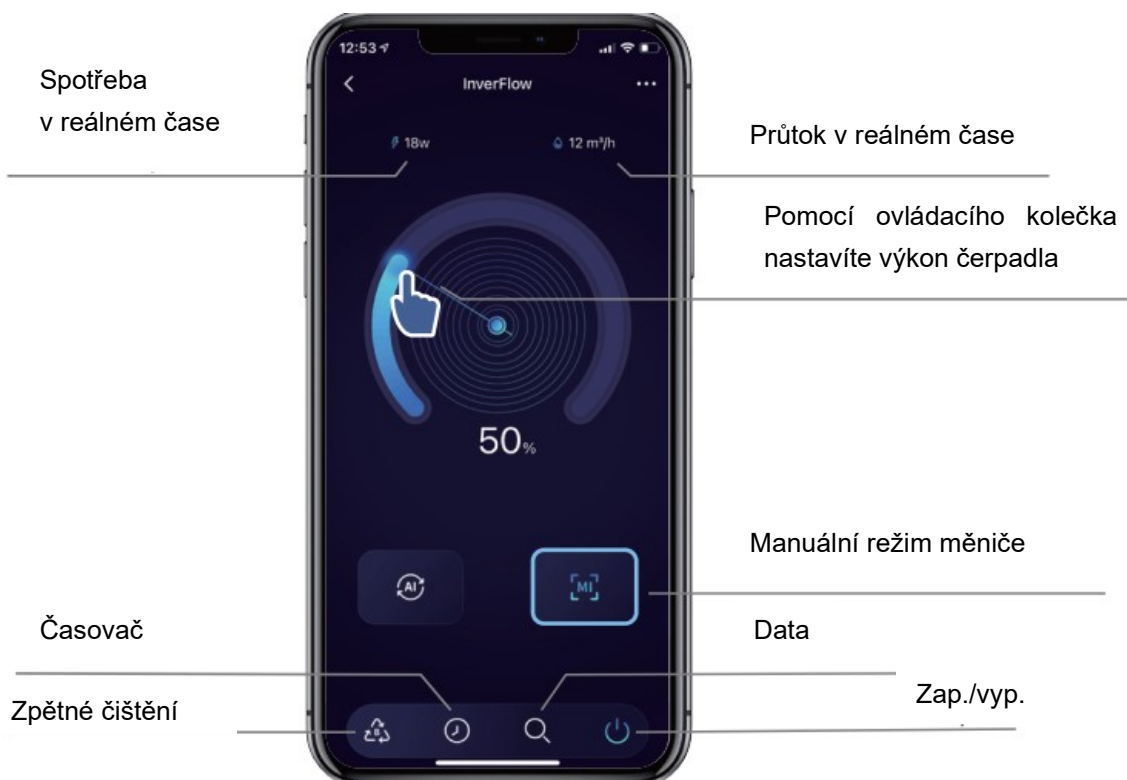 12:53
Spotřeba
v reálném čase
InverFlow
18w
12 m³/h
Průtok v reálném čase
Pomocí ovládacího kolečka
nastavíte výkon čerpadla
50%
Manuální režim měniče
AI
MI
Časovač
Data
Zpětné čištění
Zap./vyp.